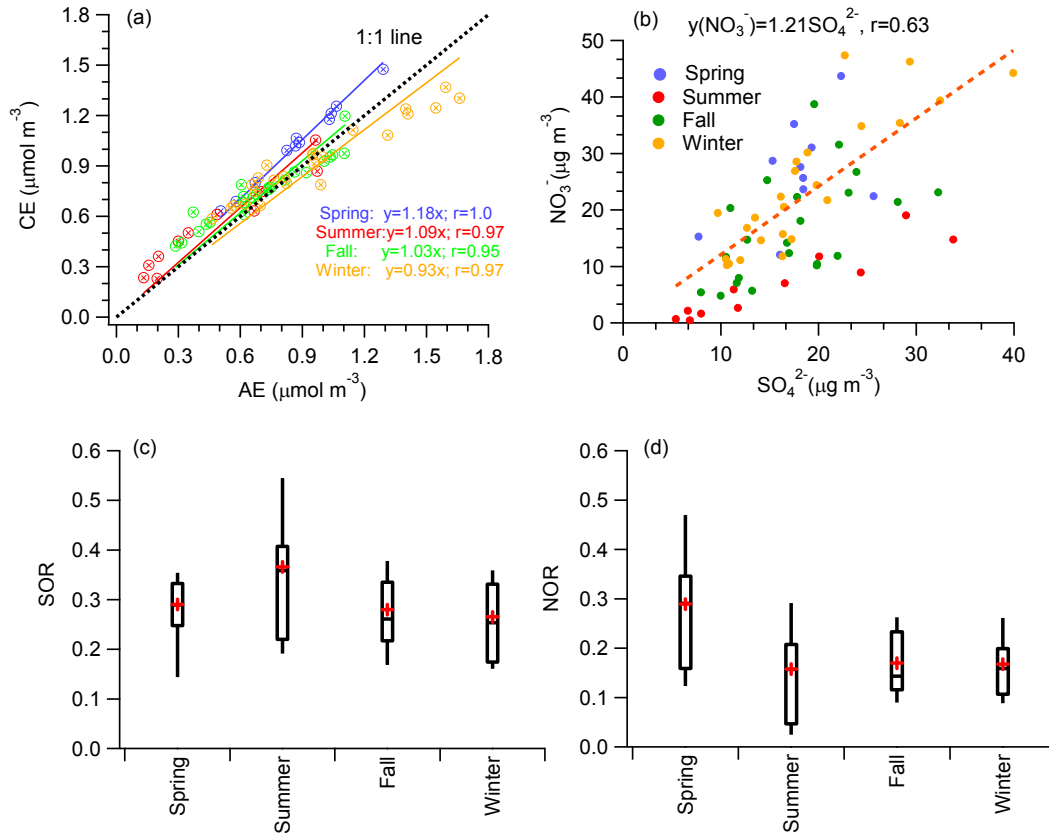 (a)
1:1 line
CE (μmol m⁻³)
1.8
1.5
1.2
0.9
0.6
0.3
0.0
Spring: y=1.18x; r=1.0
Summer:y=1.09x; r=0.97
Fall: y=1.03x; r=0.95
Winter: y=0.93x; r=0.97
0.0 0.3 0.6 0.9 1.2 1.5 1.8
AE (μmol m⁻³)
(b)
y(NO₃⁻)=1.21SO₄²⁻, r=0.63
NO₃⁻(μg m⁻³)
50
40
30
20
10
0
Spring
Summer
Fall
Winter
0 10 20 30 40
SO₄²⁻(μg m⁻³)
(c)
SOR
0.6
0.5
0.4
0.3
0.2
0.1
0.0
Spring
Summer
Fall
Winter
(d)
NOR
0.6
0.5
0.4
0.3
0.2
0.1
0.0
Spring
Summer
Fall
Winter